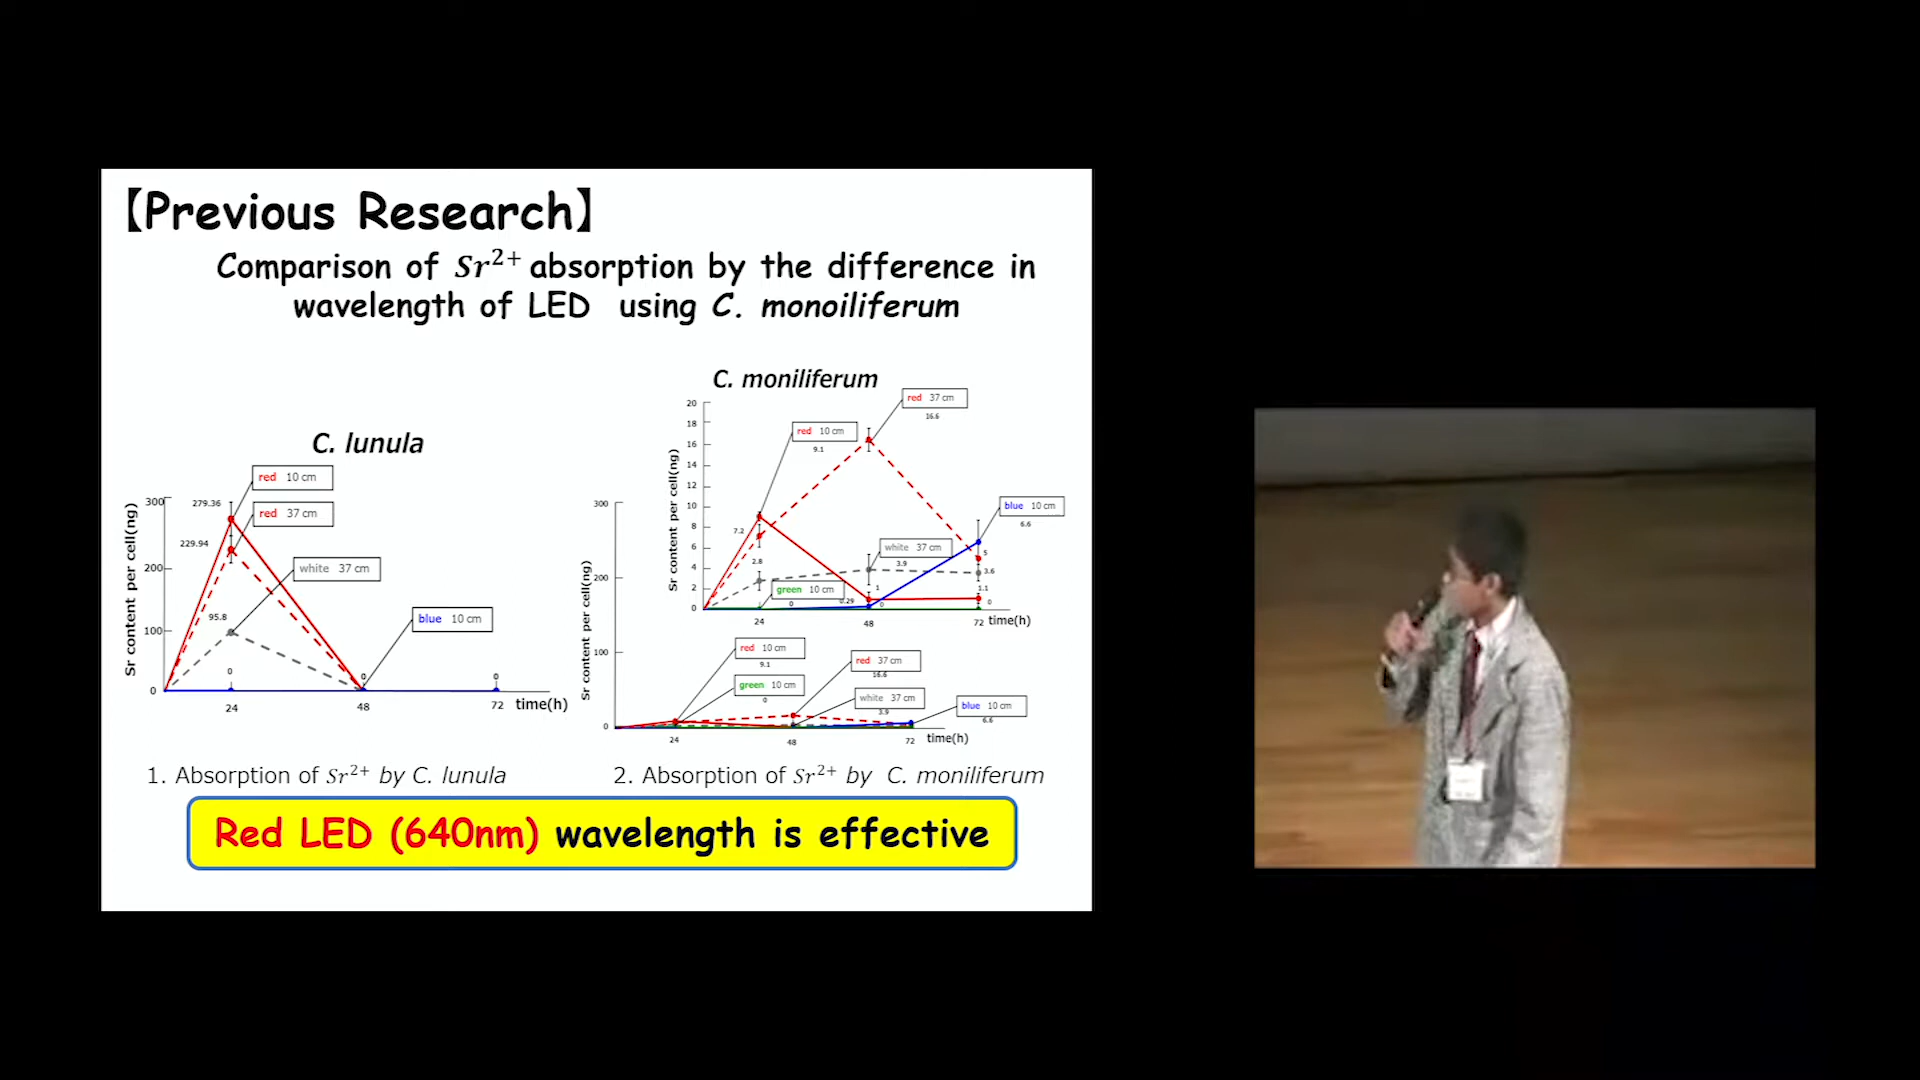 【Previous Research】
Comparison of Sr²⁺ absorption by the difference in
wavelength of LED using C. monoiliferum
C. lunula
Sr content per cell(ng)
300
200
100
0
279.36
229.94
95.8
0
0
0
red 10 cm
red 37 cm
white 37 cm
blue 10 cm
24
48
72
time(h)
C. moniliferum
Sr content per cell(ng)
20
18
16
14
12
10
8
6
4
2
0
red 10 cm
9.1
red 37 cm
16.6
blue 10 cm
6.6
white 37 cm
3.9
green 10 cm
0
7.2
2.8
0.29
1
0
5
3.6
1.1
0
24
48
72
time(h)
Sr content per cell(ng)
300
200
100
0
red 10 cm
9.1
green 10 cm
0
red 37 cm
16.6
white 37 cm
3.9
blue 10 cm
6.6
24
48
72
time(h)
1. Absorption of Sr²⁺ by C. lunula
2. Absorption of Sr²⁺ by C. moniliferum
Red LED (640nm) wavelength is effective